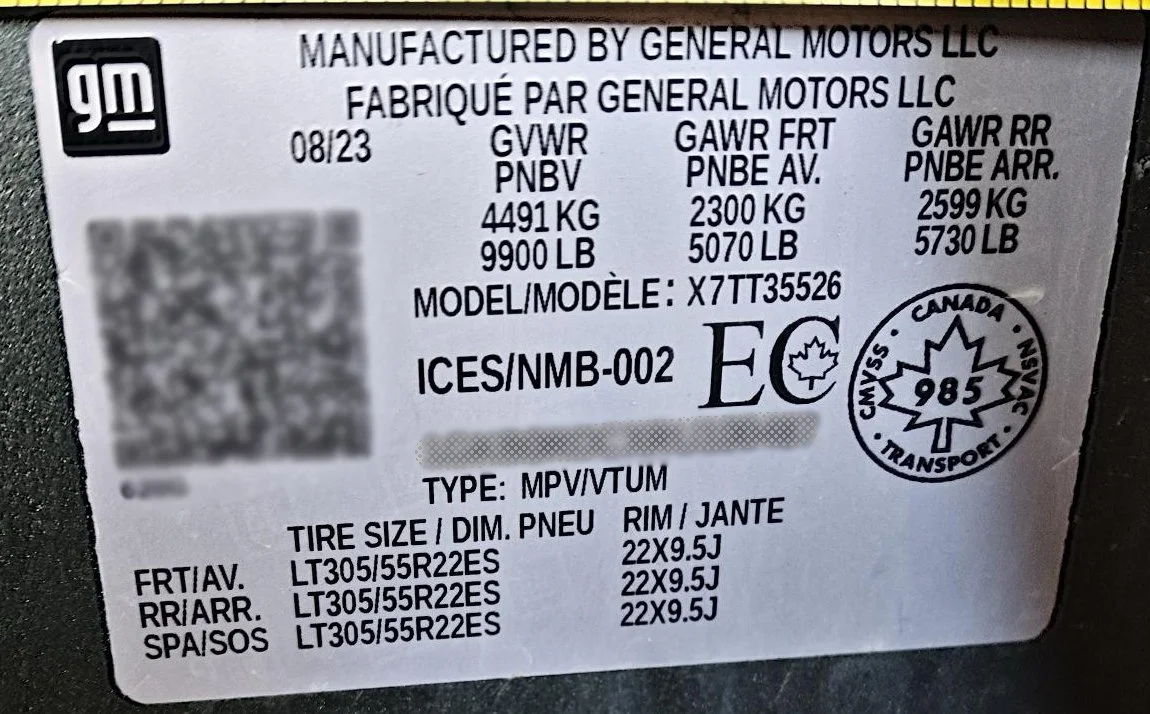 gm
MANUFACTURED BY GENERAL MOTORS LLC
FABRIQUÉ PAR GENERAL MOTORS LLC
08/23 GVWR GAWR FRT GAWR RR
PNBV PNBE AV. PNBE ARR.
4491 KG 2300 KG 2599 KG
9900 LB 5070 LB 5730 LB
MODEL/MODÈLE: X7TT35526
ICES/NMB-002 EC
CANADA · NSVAC · TRANSPORT · CMVSS ·
985
TYPE: MPV/VTUM
TIRE SIZE / DIM. PNEU RIM / JANTE
FRT/AV. LT305/55R22ES 22X9.5J
RR/ARR. LT305/55R22ES 22X9.5J
SPA/SOS LT305/55R22ES 22X9.5J